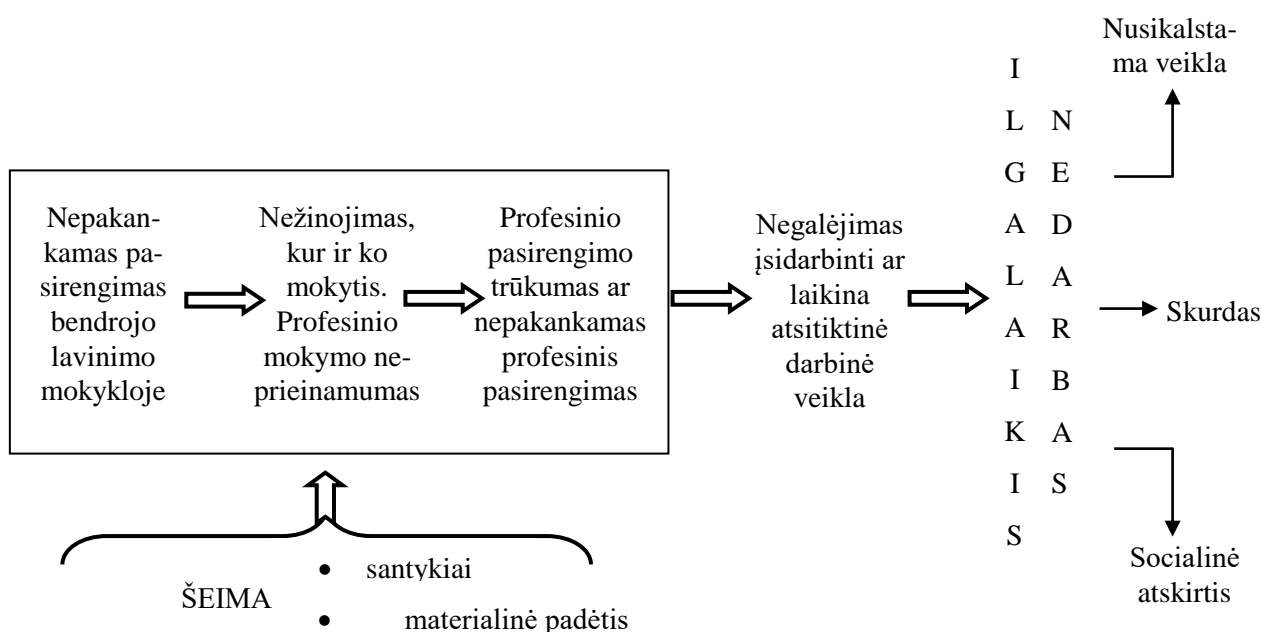 Nepakan-
kamas pa-
sirengimas
bendrojo
lavinimo
mokykloje
Nežinojimas,
kur ir ko
mokytis.
Profesinio
mokymo ne-
prieinamumas
Profesinio
pasirengimo
trūkumas ar
nepakankamas
profesinis
pasirengimas
Negalėjimas
įsidarbinti ar
laikina
atsitiktinė
darbinė
veikla
I
L
G
A
L
A
I
K
I
S
N
E
D
A
R
B
A
S
Nusikalsta-
ma veikla
Skurdas
Socialinė
atskirtis
ŠEIMA
• santykiai
• materialinė padėtis